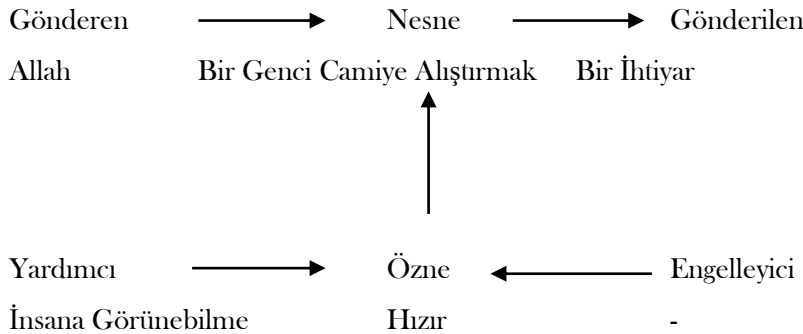 Gönderen Nesne Gönderilen
Allah Bir Genci Camiye Alıştırmak Bir İhtiyar
Yardımcı Özne Engelleyici
İnsana Görünebilme Hızır -